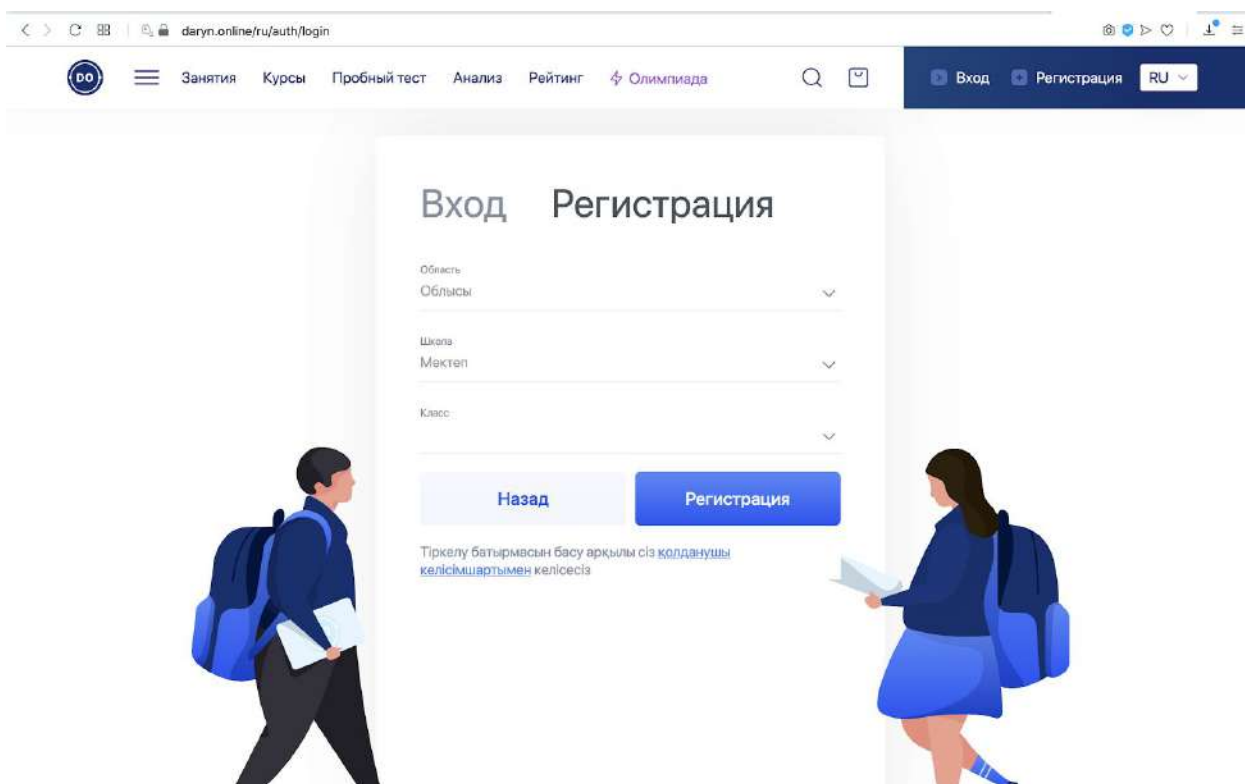 daryn.online/ru/auth/login
DO Занятия Курсы Пробный тест Анализ Рейтинг Олимпиада Вход Регистрация RU
Вход Регистрация
Область
Облысы
Школа
Мектеп
Класс
Назад Регистрация
Тіркелу батырмасын басу арқылы сіз қолданушы
келісімшартымен келісесіз